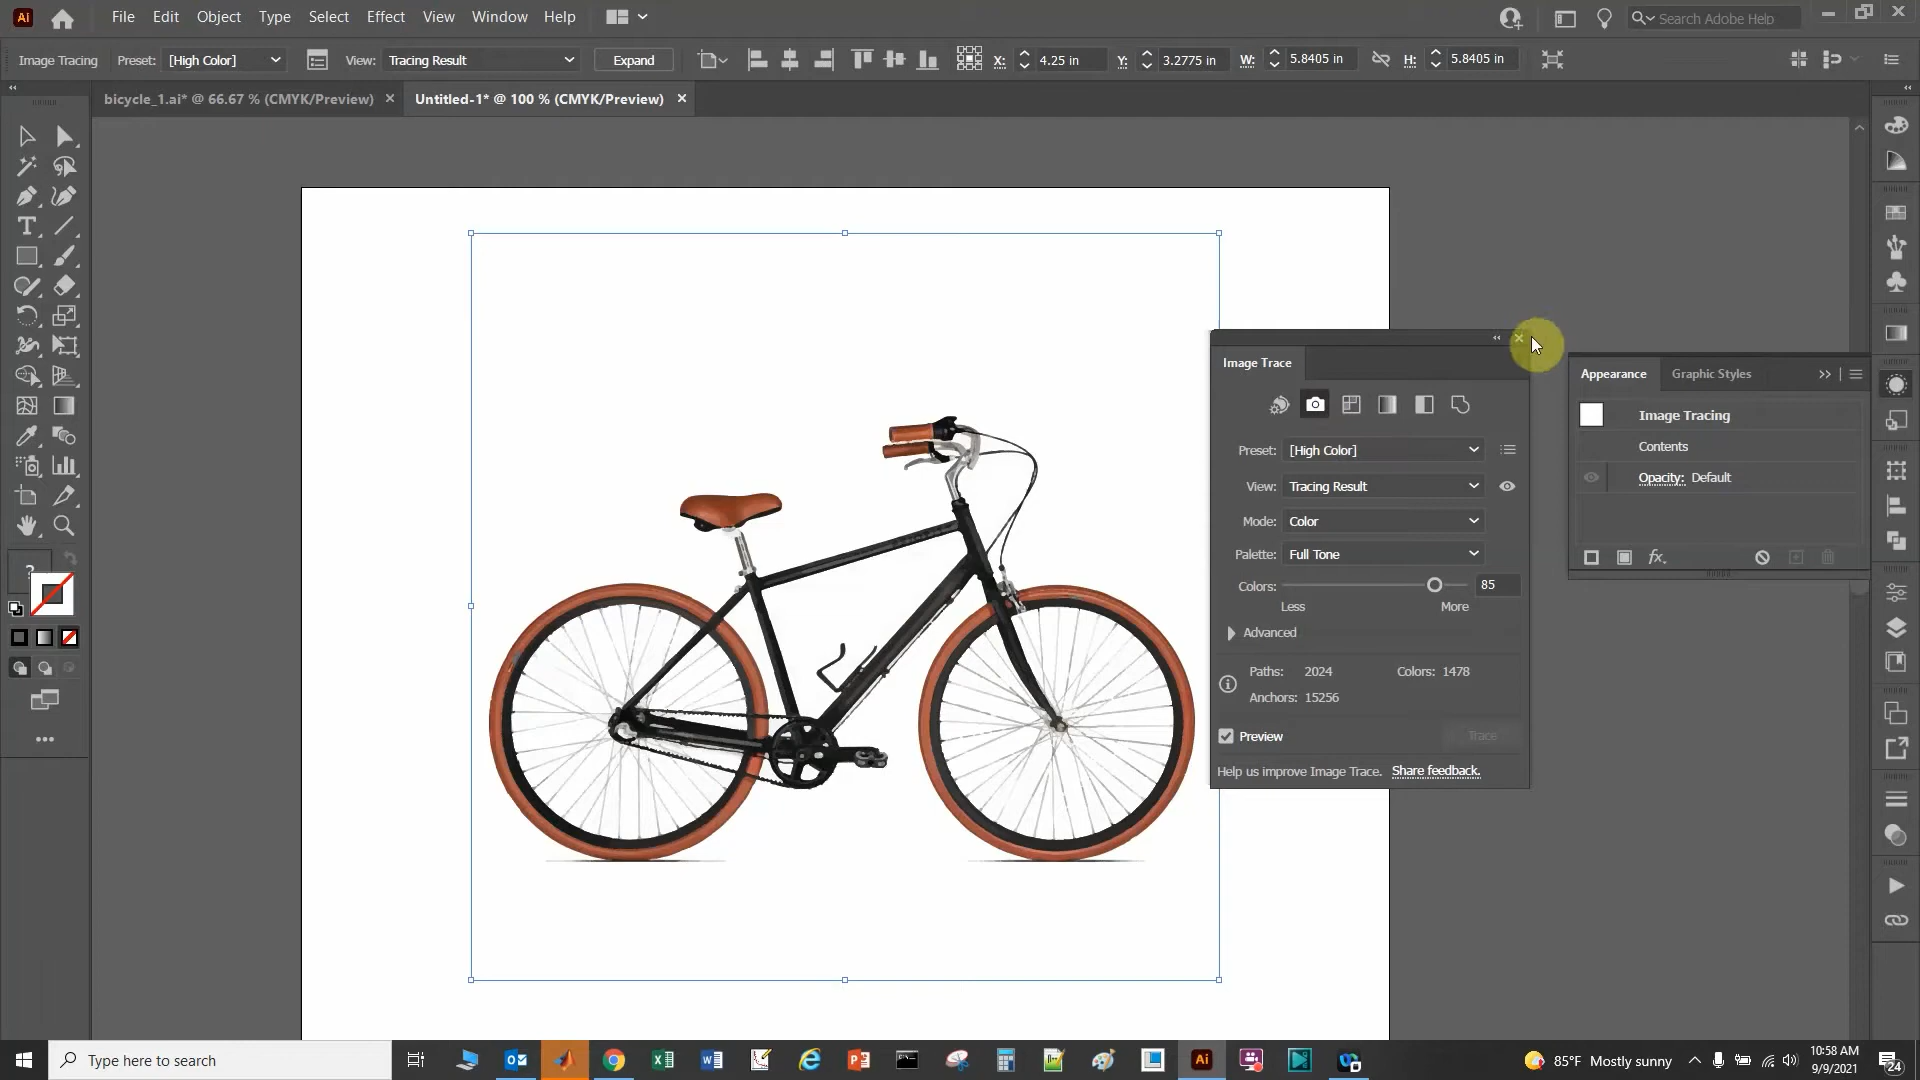 Ai File Edit Object Type Select Effect View Window Help Search Adobe Help
Image Tracing Preset: [High Color] View: Tracing Result Expand X: 4.25 in Y: 3.2775 in W: 5.8405 in H: 5.8405 in
bicycle_1.ai* @ 66.67 % (CMYK/Preview) Untitled-1* @ 100 % (CMYK/Preview)
Image Trace
Preset: [High Color]
View: Tracing Result
Mode: Color
Palette: Full Tone
Colors: 85
Less More
Advanced
Paths: 2024 Colors: 1478
Anchors: 15256
Preview Trace
Help us improve Image Trace. Share feedback.
Appearance Graphic Styles
Image Tracing
Contents
Opacity: Default
fx.
?
Type here to search
Ai
85°F Mostly sunny
10:58 AM
9/9/2021
24